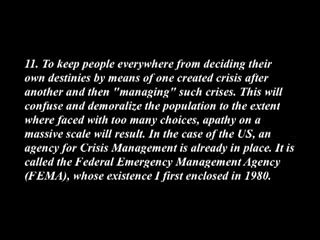 11. To keep people everywhere from deciding their
own destinies by means of one created crisis after
another and then "managing" such crises. This will
confuse and demoralize the population to the extent
where faced with too many choices, apathy on a
massive scale will result. In the case of the US, an
agency for Crisis Management is already in place. It is
called the Federal Emergency Management Agency
(FEMA), whose existence I first enclosed in 1980.